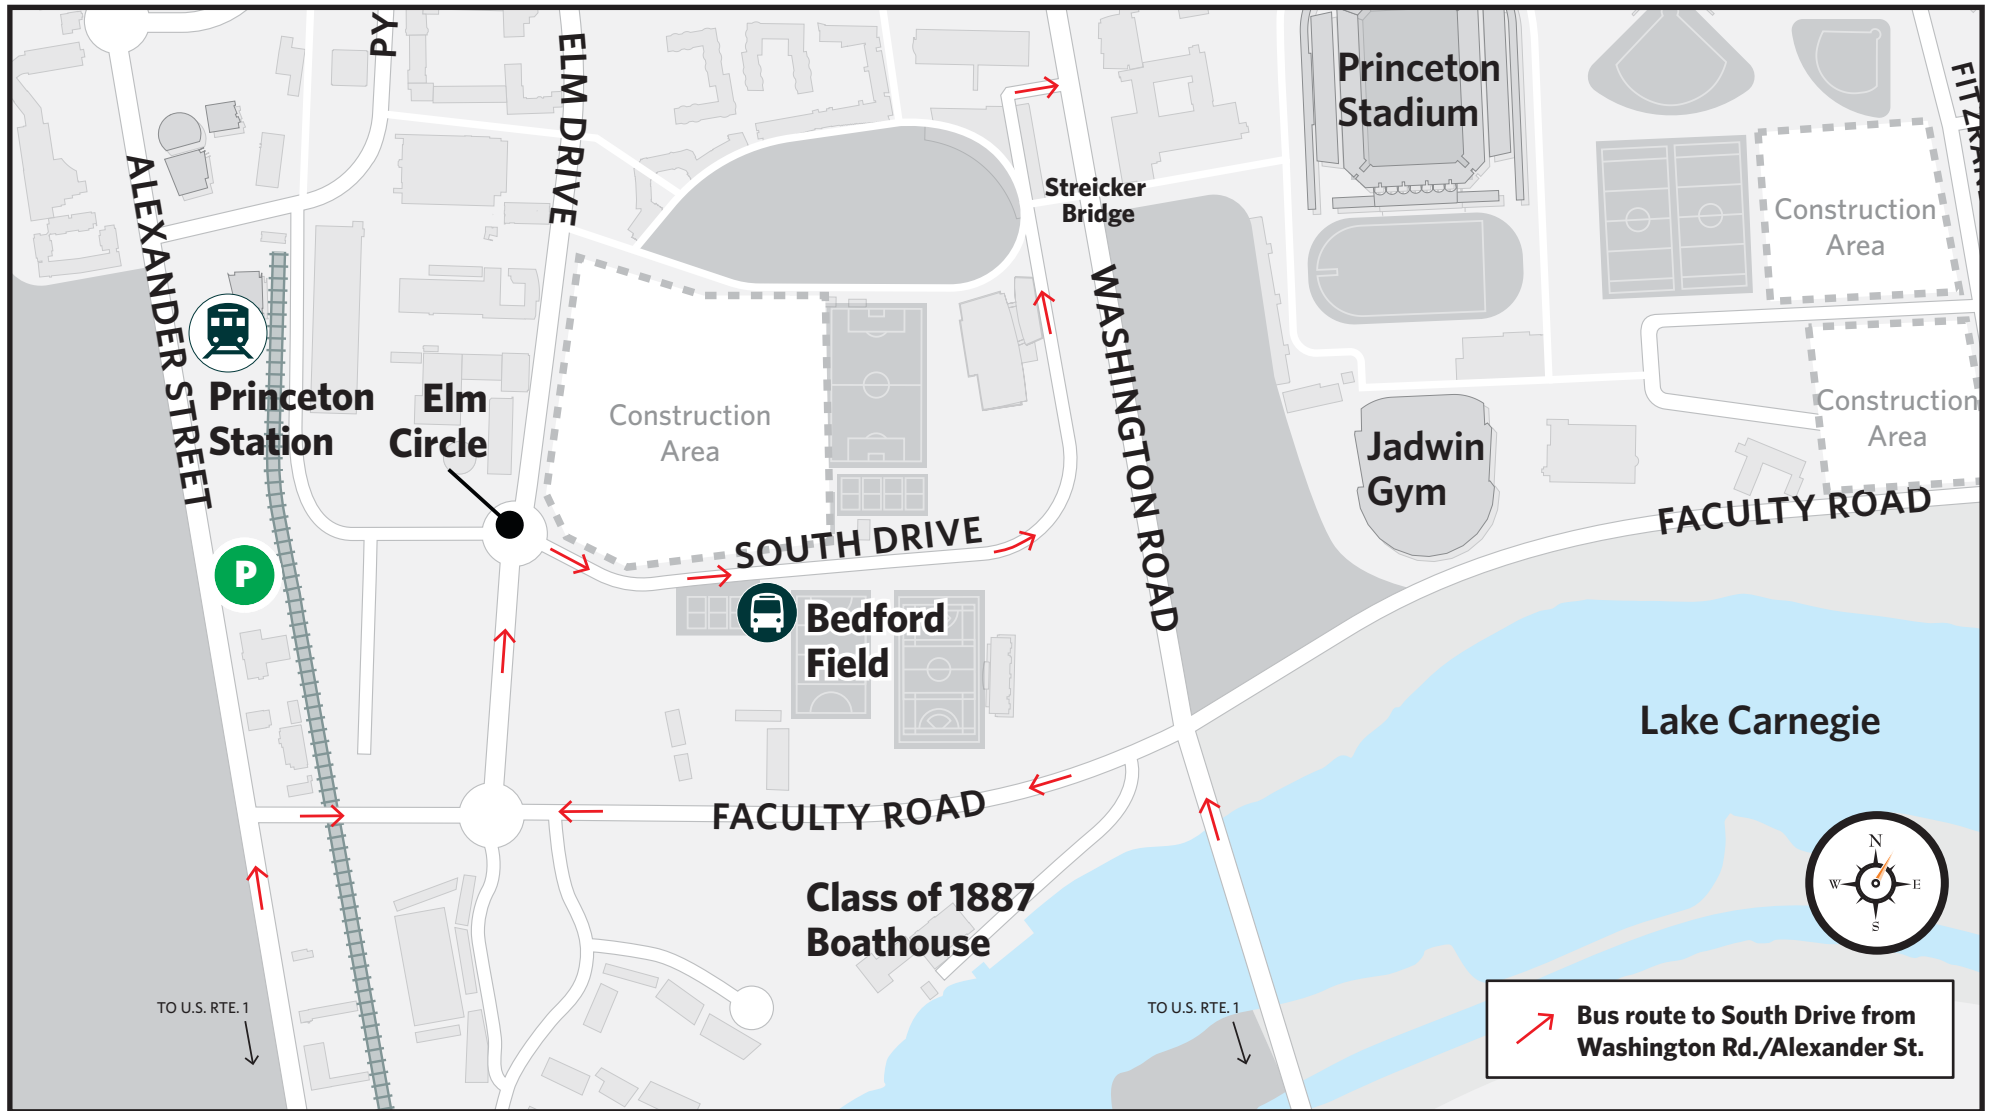 PY
ELM DRIVE
Princeton
Stadium
FITZRAN
ALEXANDER STREET
Streicker
Bridge
Construction
Area
WASHINGTON ROAD
Princeton
Station
Elm
Circle
Construction
Area
Construction
Area
Jadwin
Gym
FACULTY ROAD
SOUTH DRIVE
P
Bedford
Field
Lake Carnegie
FACULTY ROAD
N
W
E
S
Class of 1887
Boathouse
TO U.S. RTE. 1
TO U.S. RTE. 1
Bus route to South Drive from
Washington Rd./Alexander St.